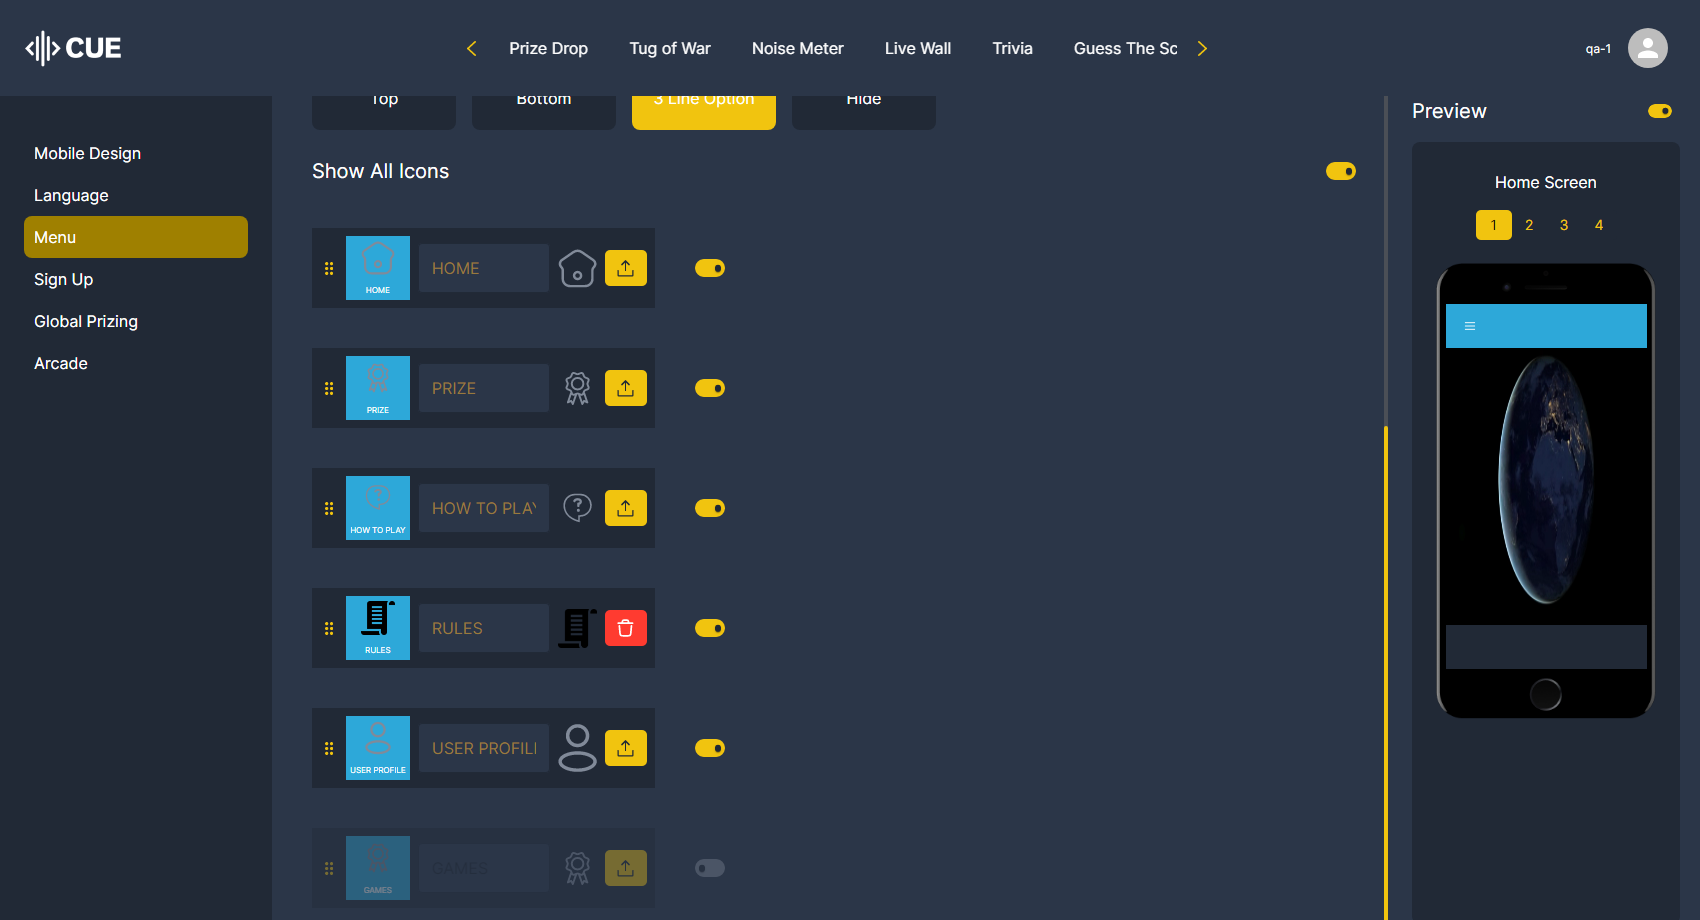 CUE
Prize Drop
Tug of War
Noise Meter
Live Wall
Trivia
Guess The Sc
qa-1
Mobile Design
Language
Menu
Sign Up
Global Prizing
Arcade
Top
Bottom
3 Line Option
Hide
Show All Icons
HOME
HOME
PRIZE
PRIZE
HOW TO PLAY
HOW TO PLAY
RULES
RULES
USER PROFILE
USER PROFILE
GAMES
GAMES
Preview
Home Screen
1 2 3 4